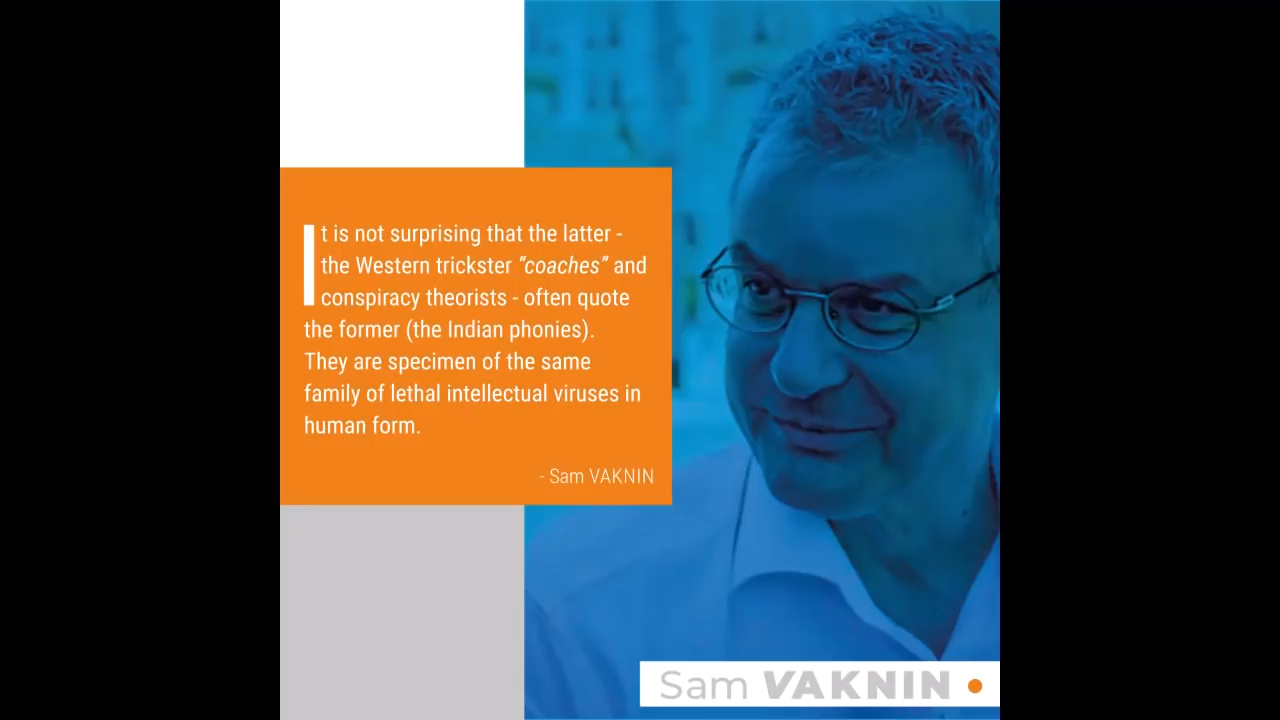 It is not surprising that the latter -
the Western trickster “coaches” and
conspiracy theorists - often quote
the former (the Indian phonies).
They are specimen of the same
family of lethal intellectual viruses in
human form.
- Sam VAKNIN
Sam VAKNIN